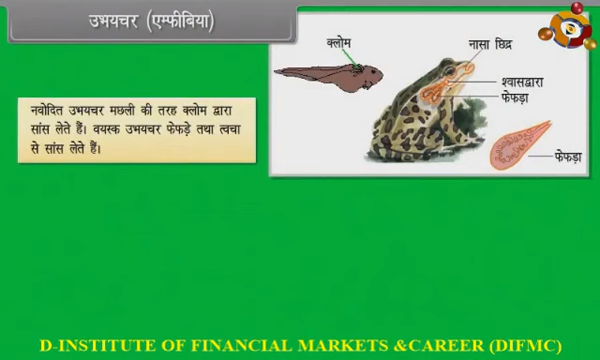 उभयचर (एम्फीबिया)
क्लोम
नासा छिद्र
श्वासद्वारा
फेफड़ा
फेफड़ा
नवोदित उभयचर मछली की तरह क्लोम द्वारा
सांस लेते हैं। वयस्क उभयचर फेफड़े तथा त्वचा
से सांस लेते हैं।
D-INSTITUTE OF FINANCIAL MARKETS &CAREER (DIFMC)